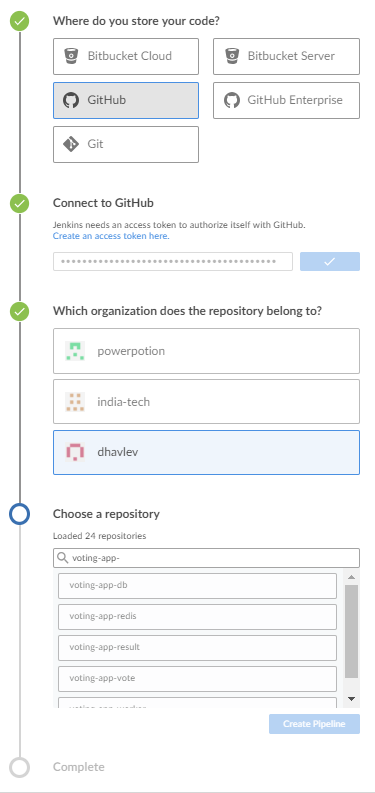 Where do you store your code?
Bitbucket Cloud
Bitbucket Server
GitHub
GitHub Enterprise
Git
Connect to GitHub
Jenkins needs an access token to authorize itself with GitHub.
Create an access token here.
••••••••••••••••••••••••••••••••••••••••
Which organization does the repository belong to?
powerpotion
india-tech
dhavlev
Choose a repository
Loaded 24 repositories
voting-app-
voting-app-db
voting-app-redis
voting-app-result
voting-app-vote
voting-app-worker
Create Pipeline
Complete